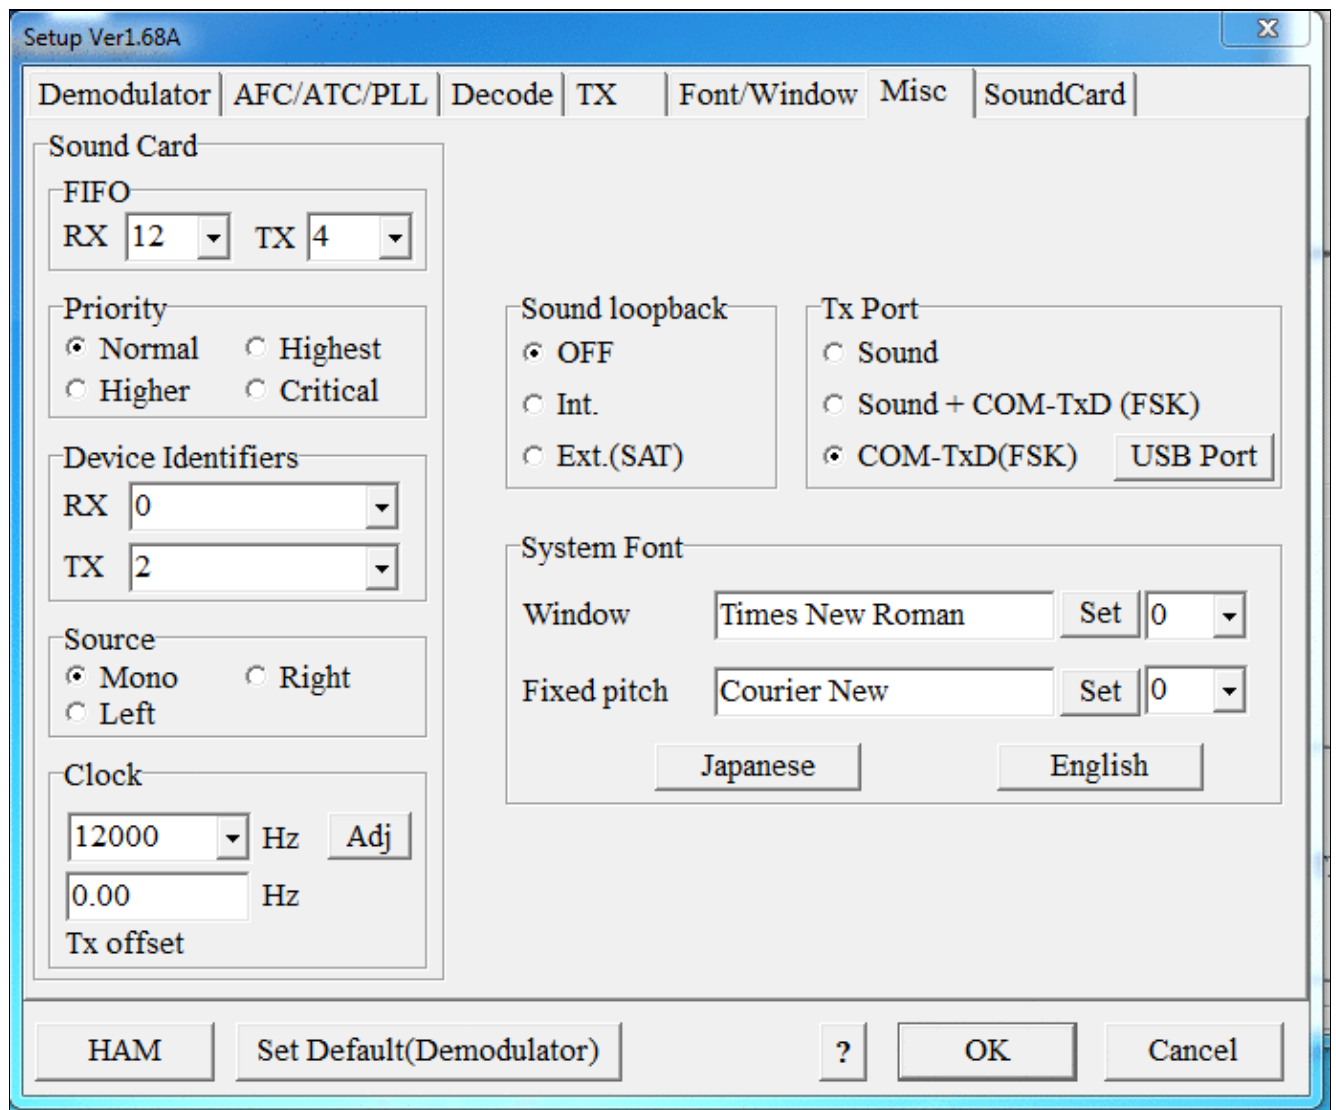 Setup Ver1.68A
Demodulator AFC/ATC/PLL Decode TX Font/Window Misc SoundCard
Sound Card
FIFO
RX 12 TX 4
Priority
Normal Highest
Higher Critical
Device Identifiers
RX 0
TX 2
Source
Mono Right
Left
Clock
12000 Hz Adj
0.00 Hz
Tx offset
Sound loopback
OFF
Int.
Ext.(SAT)
Tx Port
Sound
Sound + COM-TxD (FSK)
COM-TxD(FSK) USB Port
System Font
Window Times New Roman Set 0
Fixed pitch Courier New Set 0
Japanese English
HAM Set Default(Demodulator) ? OK Cancel